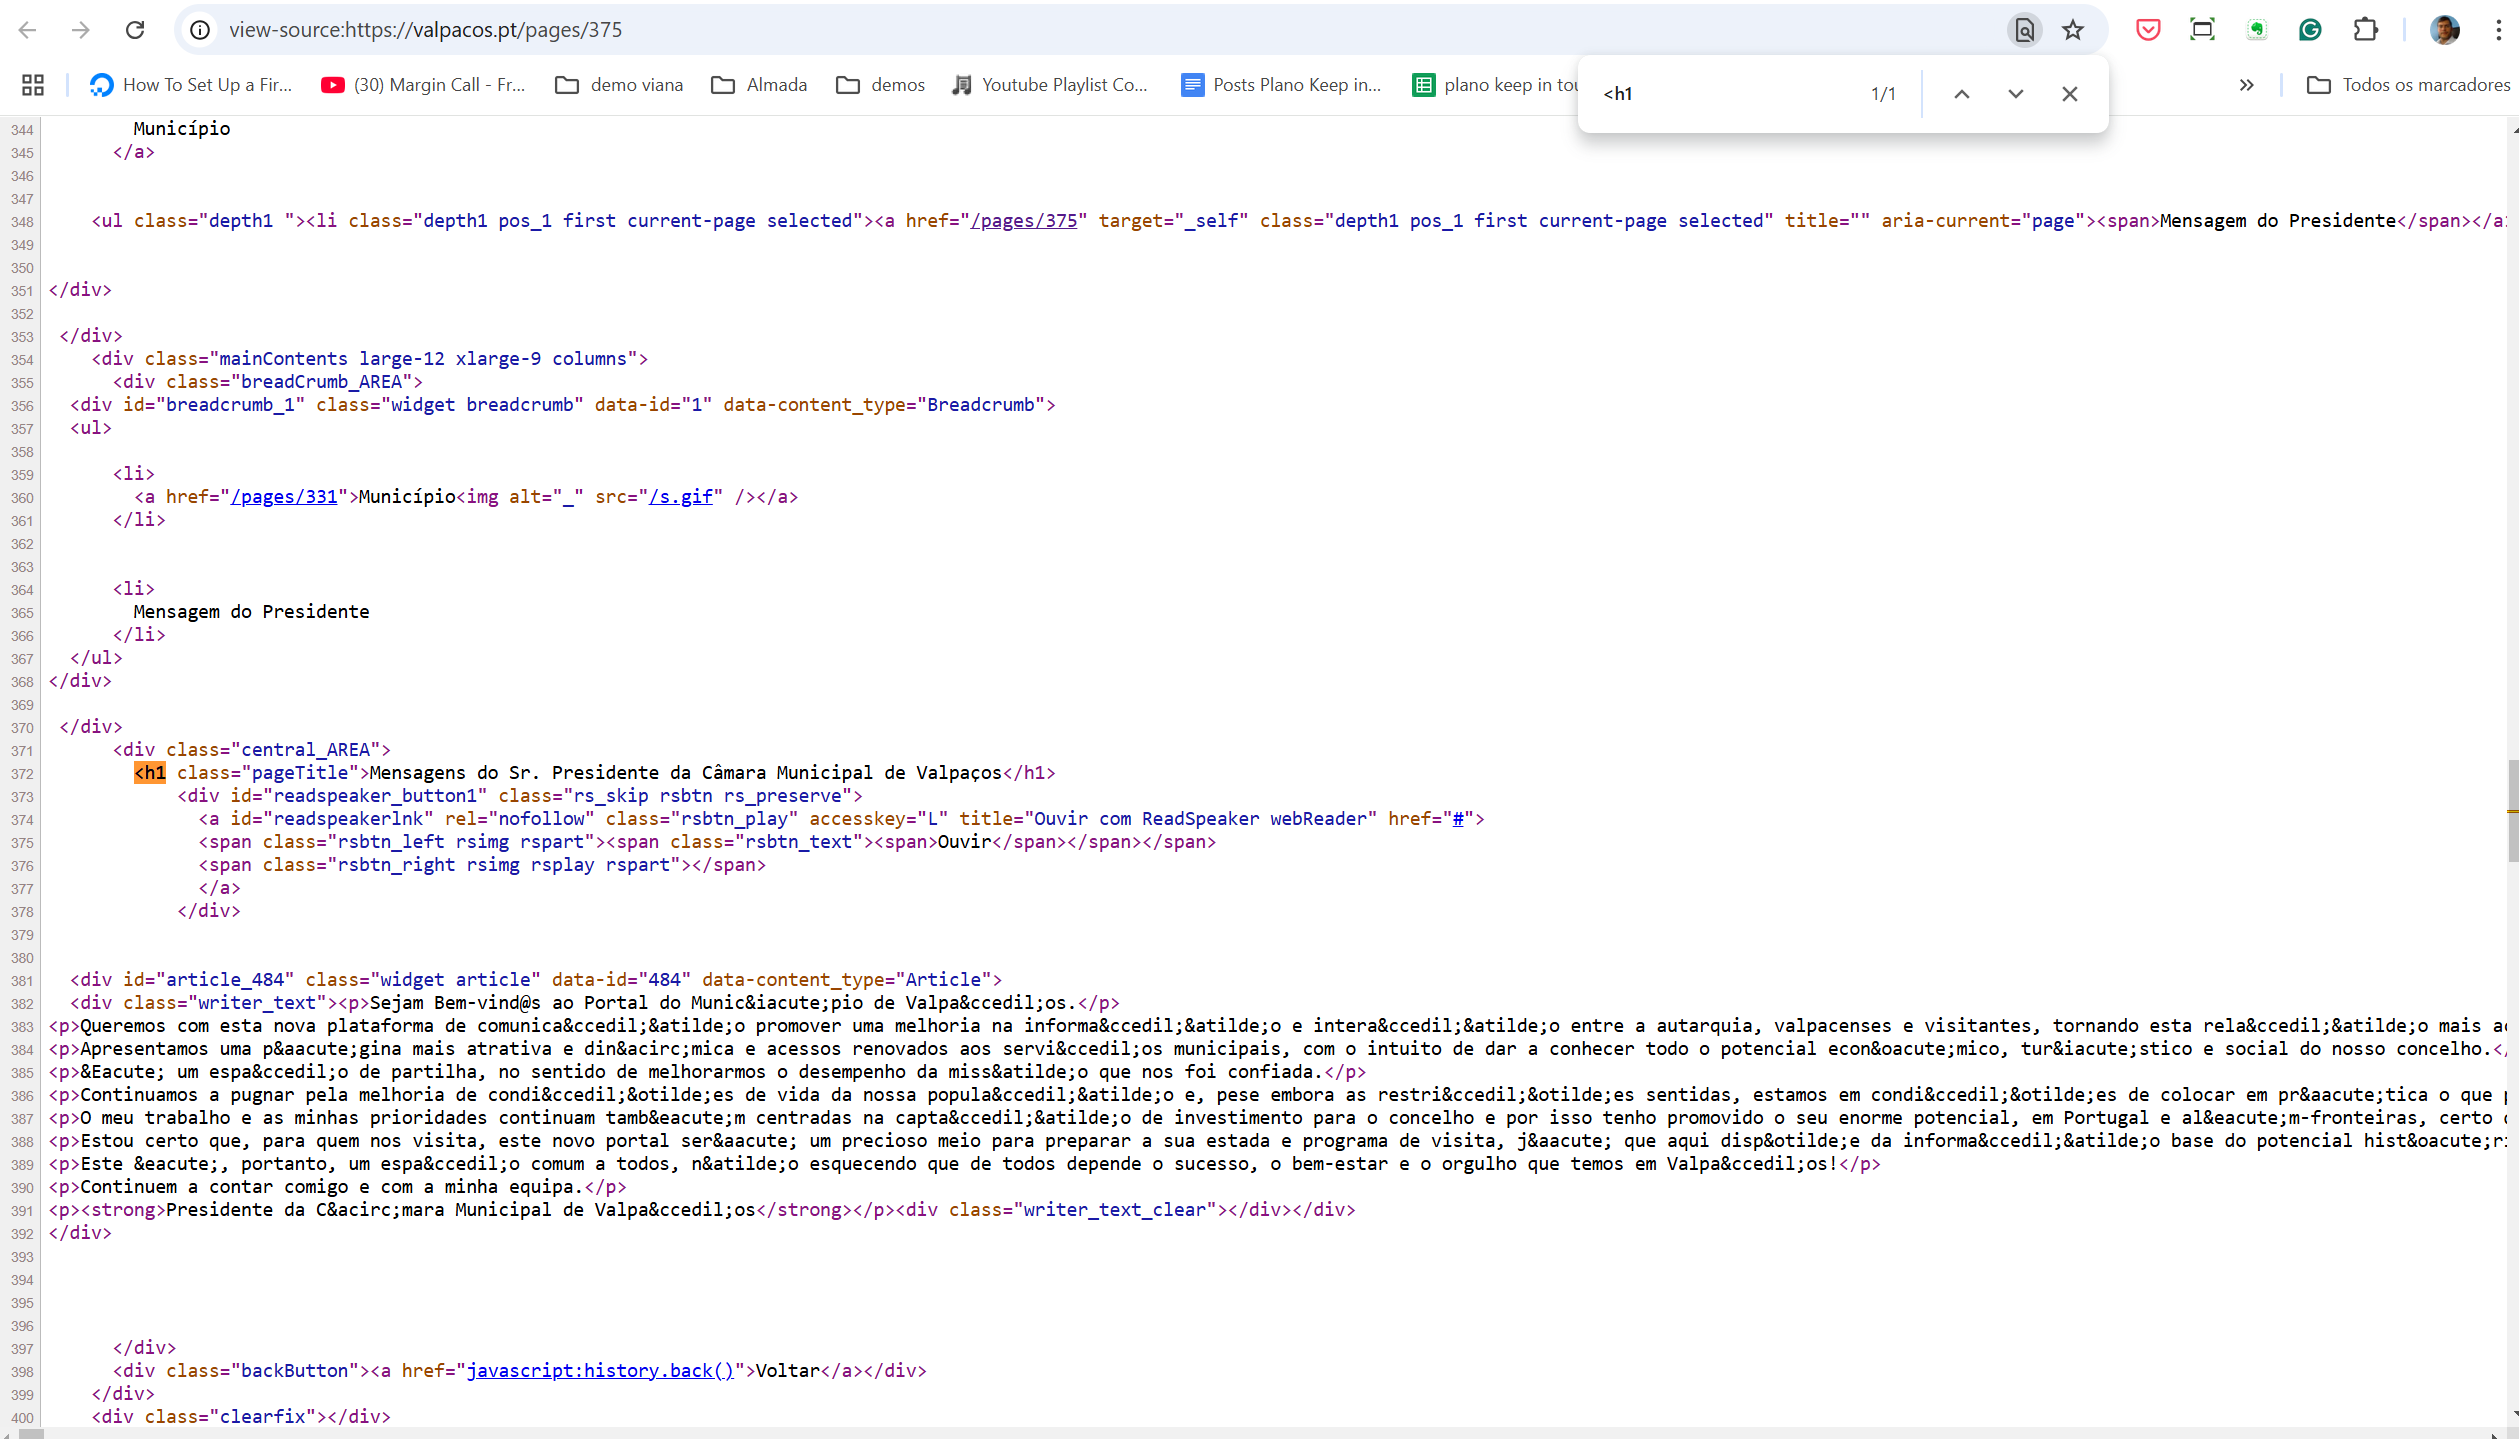 view-source:https://valpacos.pt/pages/375
How To Set Up a Fir...
(30) Margin Call - Fr...
demo viana
Almada
demos
Youtube Playlist Co...
Posts Plano Keep in...
plano keep in tou
<h1
1/1
»
Todos os marcadores
344 Município
345 </a>
346
347
348 <ul class="depth1 "><li class="depth1 pos_1 first current-page selected"><a href="/pages/375" target="_self" class="depth1 pos_1 first current-page selected" title="" aria-current="page"><span>Mensagem do Presidente</span></a
349
350
351 </div>
352
353 </div>
354 <div class="mainContents large-12 xlarge-9 columns">
355 <div class="breadCrumb_AREA">
356 <div id="breadcrumb_1" class="widget breadcrumb" data-id="1" data-content_type="Breadcrumb">
357 <ul>
358
359 <li>
360 <a href="/pages/331">Município<img alt="_" src="/s.gif" /></a>
361 </li>
362
363
364 <li>
365 Mensagem do Presidente
366 </li>
367 </ul>
368 </div>
369
370 </div>
371 <div class="central_AREA">
372 <h1 class="pageTitle">Mensagens do Sr. Presidente da Câmara Municipal de Valpaços</h1>
373 <div id="readspeaker_button1" class="rs_skip rsbtn rs_preserve">
374 <a id="readspeakerlnk" rel="nofollow" class="rsbtn_play" accesskey="L" title="Ouvir com ReadSpeaker webReader" href="#">
375 <span class="rsbtn_left rsimg rspart"><span class="rsbtn_text"><span>Ouvir</span></span></span>
376 <span class="rsbtn_right rsimg rsplay rspart"></span>
377 </a>
378 </div>
379
380
381 <div id="article_484" class="widget article" data-id="484" data-content_type="Article">
382 <div class="writer_text"><p>Sejam Bem-vind@s ao Portal do Munic&iacute;pio de Valpa&ccedil;os.</p>
383 <p>Queremos com esta nova plataforma de comunica&ccedil;&atilde;o promover uma melhoria na informa&ccedil;&atilde;o e intera&ccedil;&atilde;o entre a autarquia, valpacenses e visitantes, tornando esta rela&ccedil;&atilde;o mais
384 <p>Apresentamos uma p&aacute;gina mais atrativa e din&acirc;mica e acessos renovados aos servi&ccedil;os municipais, com o intuito de dar a conhecer todo o potencial econ&oacute;mico, tur&iacute;stico e social do nosso concelho.</
385 <p>&Eacute; um espa&ccedil;o de partilha, no sentido de melhorarmos o desempenho da miss&atilde;o que nos foi confiada.</p>
386 <p>Continuamos a pugnar pela melhoria de condi&ccedil;&otilde;es de vida da nossa popula&ccedil;&atilde;o e, pese embora as restri&ccedil;&otilde;es sentidas, estamos em condi&ccedil;&otilde;es de colocar em pr&aacute;tica o que
387 <p>O meu trabalho e as minhas prioridades continuam tamb&eacute;m centradas na capta&ccedil;&atilde;o de investimento para o concelho e por isso tenho promovido o seu enorme potencial, em Portugal e al&eacute;m-fronteiras, certo
388 <p>Estou certo que, para quem nos visita, este novo portal ser&aacute; um precioso meio para preparar a sua estada e programa de visita, j&aacute; que aqui disp&otilde;e da informa&ccedil;&atilde;o base do potencial hist&oacute;ri
389 <p>Este &eacute;, portanto, um espa&ccedil;o comum a todos, n&atilde;o esquecendo que de todos depende o sucesso, o bem-estar e o orgulho que temos em Valpa&ccedil;os!</p>
390 <p>Continuem a contar comigo e com a minha equipa.</p>
391 <p><strong>Presidente da C&acirc;mara Municipal de Valpa&ccedil;os</strong></p><div class="writer_text_clear"></div></div>
392 </div>
393
394
395
396
397 </div>
398 <div class="backButton"><a href="javascript:history.back()">Voltar</a></div>
399 </div>
400 <div class="clearfix"></div>